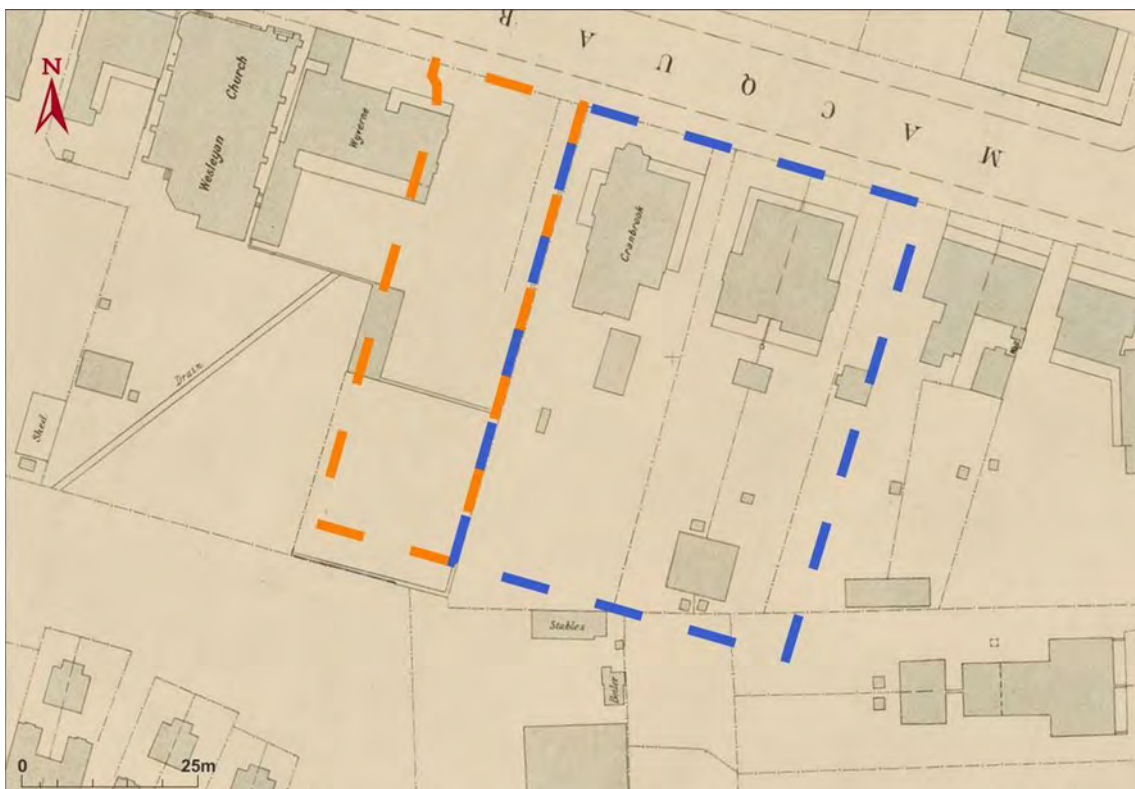 N
M A C Q U A R
Wesleyan Church
Wyverne
Cranbrook
Drain
Shed
Stables
0 25m